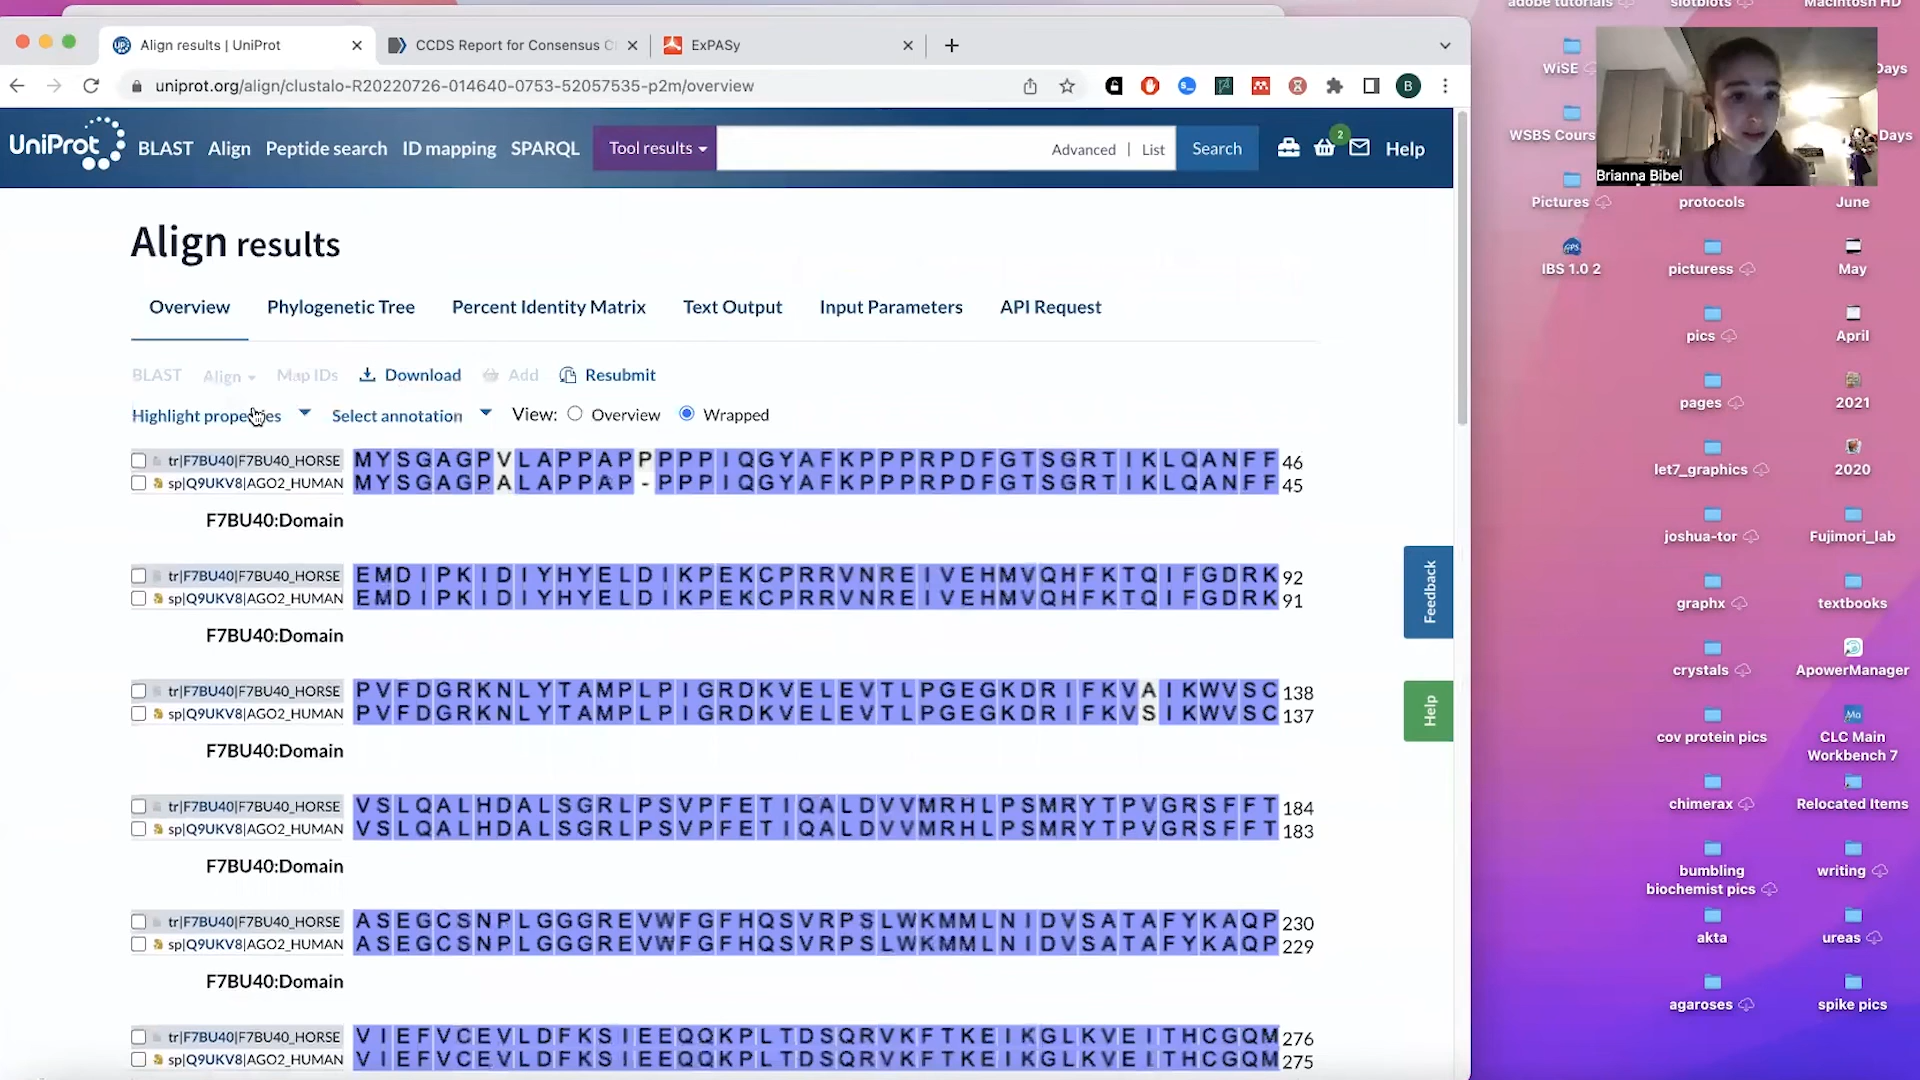 Align results | UniProt
CCDS Report for Consensus C
ExPASy
uniprot.org/align/clustalo-R20220726-014640-0753-52057535-p2m/overview
B
UniProt
BLAST
Align
Peptide search
ID mapping
SPARQL
Tool results
Advanced | List
Search
2
Help
Align results
Overview
Phylogenetic Tree
Percent Identity Matrix
Text Output
Input Parameters
API Request
BLAST
Align
Map IDs
Download
Add
Resubmit
Highlight properties
Select annotation
View: Overview Wrapped
tr|F7BU40|F7BU40_HORSE MYSGAGPVLAPPAPPPPPIQGYAFKPPPRPDFGTSGRTIKLQANFF 46
sp|Q9UKV8|AGO2_HUMAN MYSGAGPALAPPAP-PPPIQGYAFKPPPRPDFGTSGRTIKLQANFF 45
F7BU40:Domain
tr|F7BU40|F7BU40_HORSE EMDIPKIDIYHYELDIKPEKCPRRVNREIVEHMVQHFKTQIFGDRK 92
sp|Q9UKV8|AGO2_HUMAN EMDIPKIDIYHYELDIKPEKCPRRVNREIVEHMVQHFKTQIFGDRK 91
F7BU40:Domain
tr|F7BU40|F7BU40_HORSE PVFDGRKNLYTAMPLPIGRDKVELEVTLPGEGKDRIFKVAIKWVSC 138
sp|Q9UKV8|AGO2_HUMAN PVFDGRKNLYTAMPLPIGRDKVELEVTLPGEGKDRIFKVSIKWVSC 137
F7BU40:Domain
tr|F7BU40|F7BU40_HORSE VSLQALHDALSGRLPSVPFETIQALDVVMRHLPSMRYTPVGRSFFT 184
sp|Q9UKV8|AGO2_HUMAN VSLQALHDALSGRLPSVPFETIQALDVVMRHLPSMRYTPVGRSFFT 183
F7BU40:Domain
tr|F7BU40|F7BU40_HORSE ASEGCSNPLGGGREVWFGFHQSVRPSLWKMMLNIDVSATAFYKAQP 230
sp|Q9UKV8|AGO2_HUMAN ASEGCSNPLGGGREVWFGFHQSVRPSLWKMMLNIDVSATAFYKAQP 229
F7BU40:Domain
tr|F7BU40|F7BU40_HORSE VIEFVCEVLDFKSIEEQQKPLTDSQRVKFTKEIKGLKVEITHCGQM 276
sp|Q9UKV8|AGO2_HUMAN VIEFVCEVLDFKSIEEQQKPLTDSQRVKFTKEIKGLKVEITHCGQM 275
Feedback
Help
adobe tutorials
slotblots
Macintosh HD
WiSE
Days
WSBS Cours
Days
Brianna Bibel
Pictures
protocols
June
GPS
IBS 1.0 2
picturess
May
pics
April
pages
2021
let7_graphics
2020
joshua-tor
Fujimori_lab
graphx
textbooks
crystals
ApowerManager
cov protein pics
CLC Main
Workbench 7
chimerax
Relocated Items
bumbling
biochemist pics
writing
akta
ureas
agaroses
spike pics